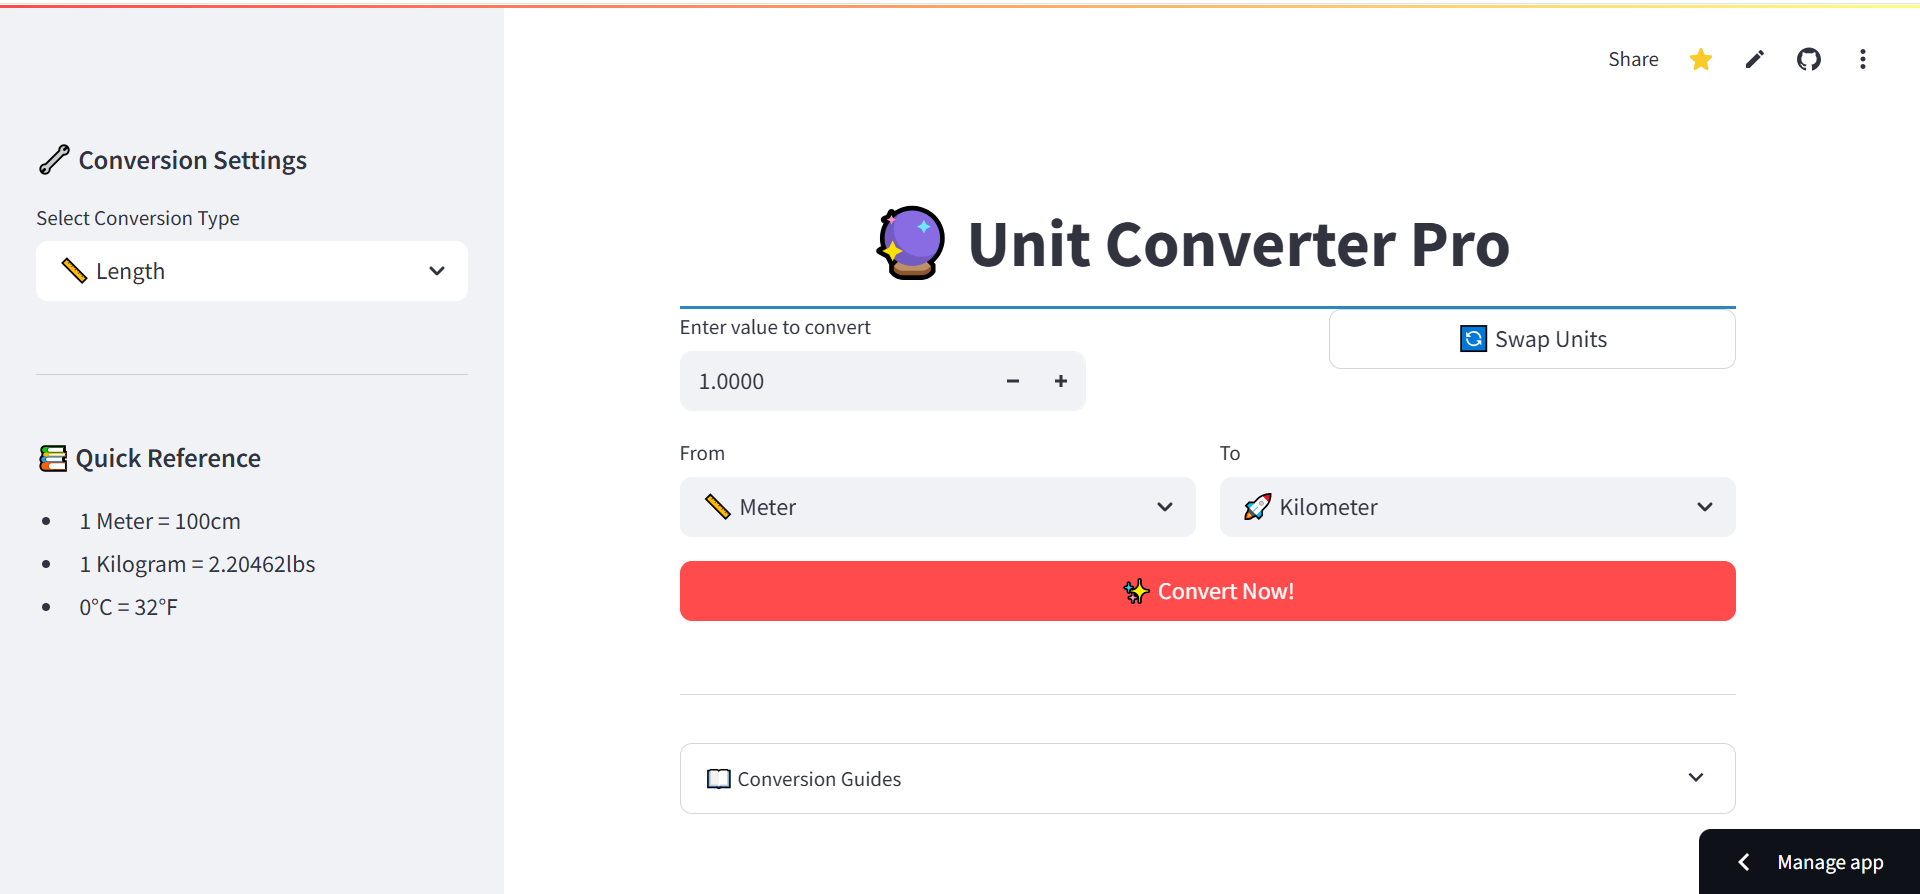 Share
Conversion Settings
Select Conversion Type
Length
Quick Reference
1 Meter = 100cm
1 Kilogram = 2.20462lbs
0°C = 32°F
Unit Converter Pro
Enter value to convert
Swap Units
1.0000
From
To
Meter
Kilometer
Convert Now!
Conversion Guides
Manage app